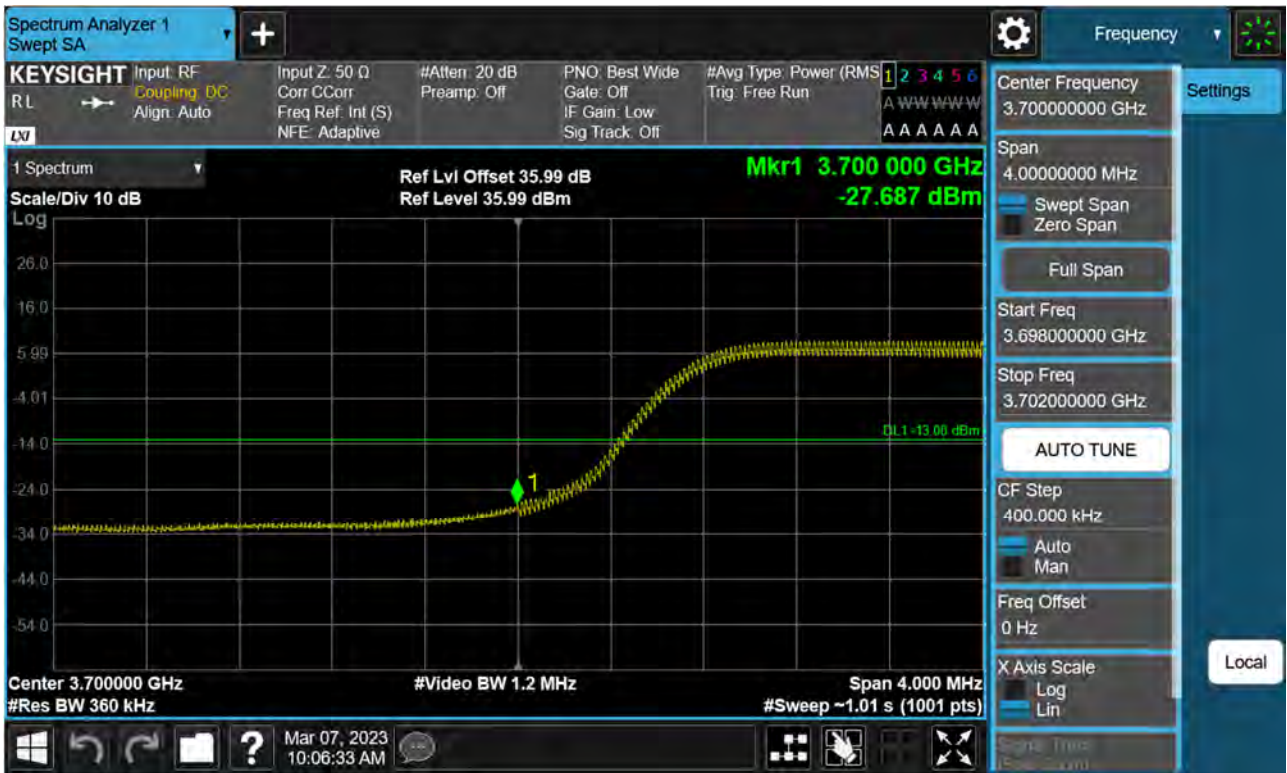 Spectrum Analyzer 1
Swept SA
+
Frequency
KEYSIGHT
R L
LXI
Input: RF
Coupling: DC
Align: Auto
Input Z: 50 Ω
Corr CCorr
Freq Ref: Int (S)
NFE: Adaptive
#Atten: 20 dB
Preamp: Off
PNO: Best Wide
Gate: Off
IF Gain: Low
Sig Track: Off
#Avg Type: Power (RMS
Trig: Free Run
1 2 3 4 5 6
A W W W W W
A A A A A A
1 Spectrum
Scale/Div 10 dB
Log
Ref Lvl Offset 35.99 dB
Ref Level 35.99 dBm
Mkr1 3.700 000 GHz
-27.687 dBm
26.0
16.0
5.99
-4.01
-14.0
-24.0
-34.0
-44.0
-54.0
1
DL1 -13.00 dBm
Center 3.700000 GHz
#Res BW 360 kHz
#Video BW 1.2 MHz
Span 4.000 MHz
#Sweep ~1.01 s (1001 pts)
Center Frequency
3.700000000 GHz
Span
4.00000000 MHz
Swept Span
Zero Span
Full Span
Start Freq
3.698000000 GHz
Stop Freq
3.702000000 GHz
AUTO TUNE
CF Step
400.000 kHz
Auto
Man
Freq Offset
0 Hz
X Axis Scale
Log
Lin
Settings
Local
?
Mar 07, 2023
10:06:33 AM